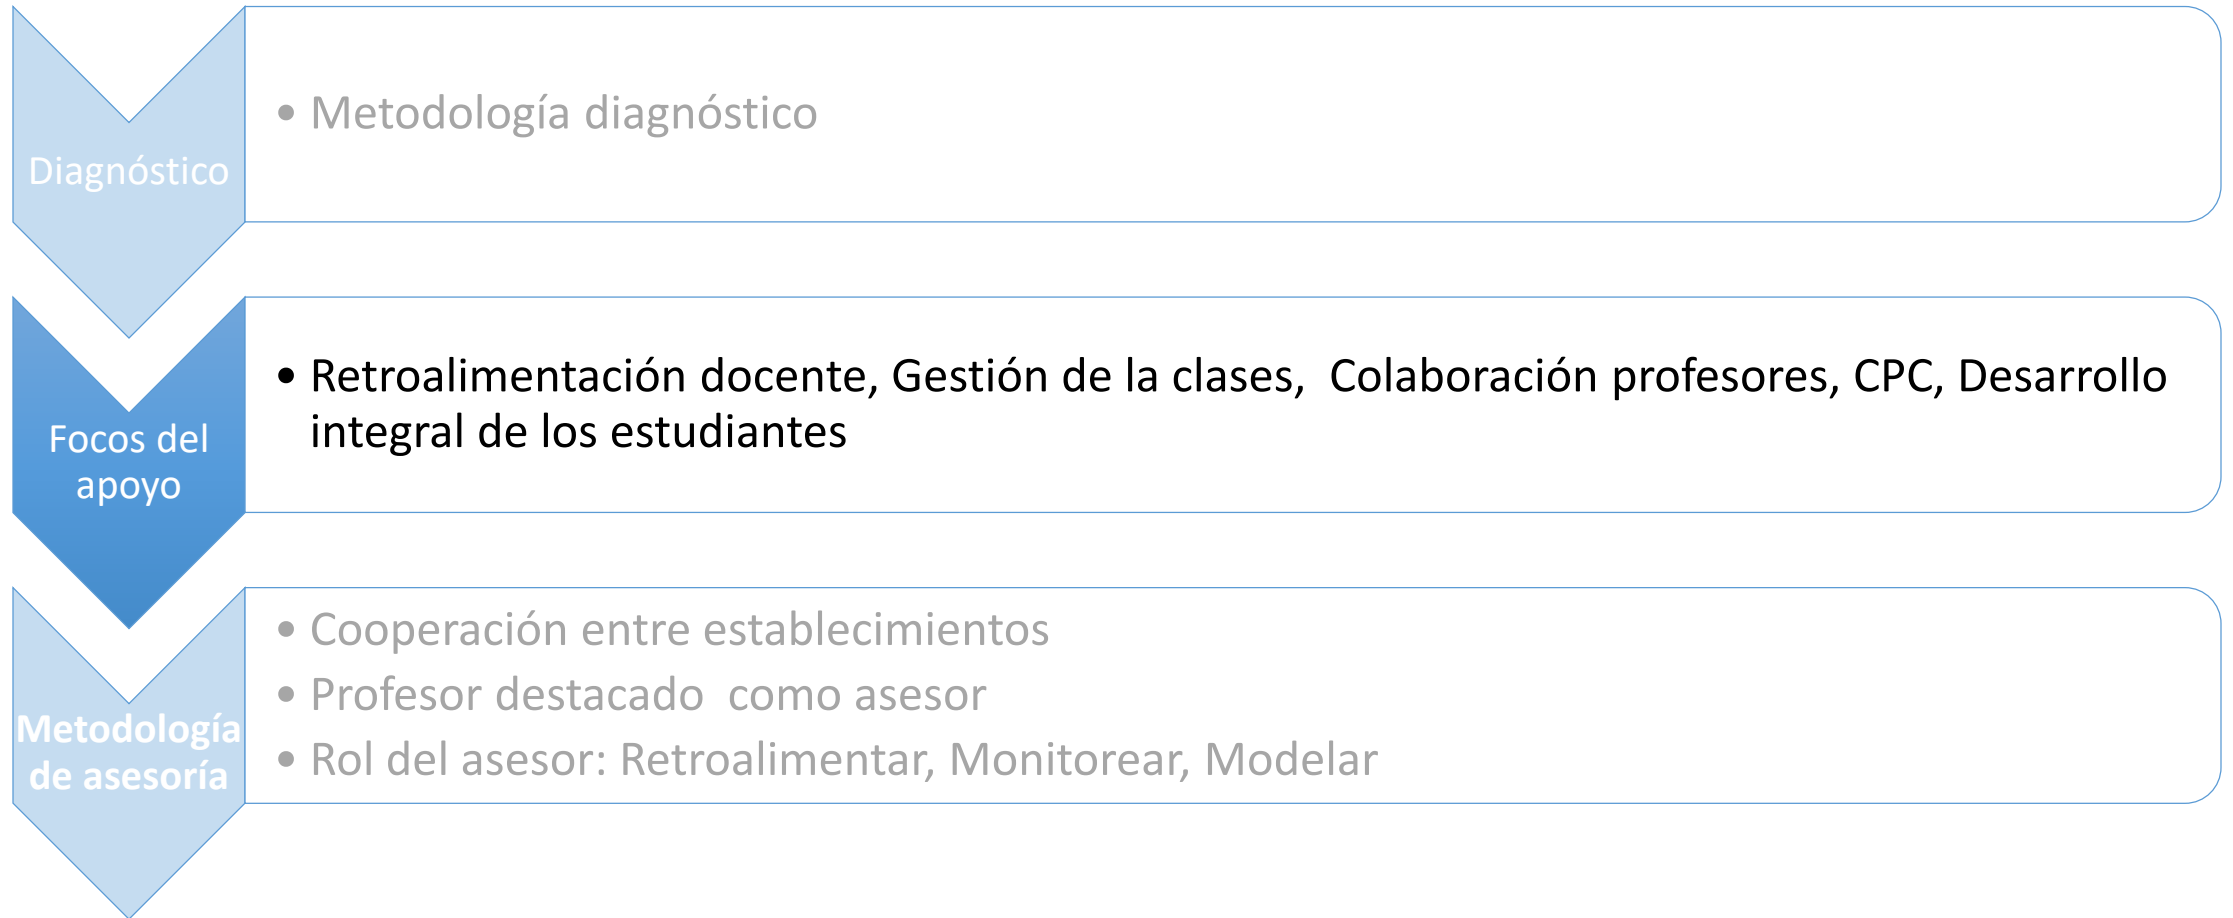 Diagnóstico
• Metodología diagnóstico
Focos del
apoyo
• Retroalimentación docente, Gestión de la clases,  Colaboración profesores, CPC, Desarrollo
integral de los estudiantes
Metodología
de asesoría
• Cooperación entre establecimientos
• Profesor destacado  como asesor
• Rol del asesor: Retroalimentar, Monitorear, Modelar